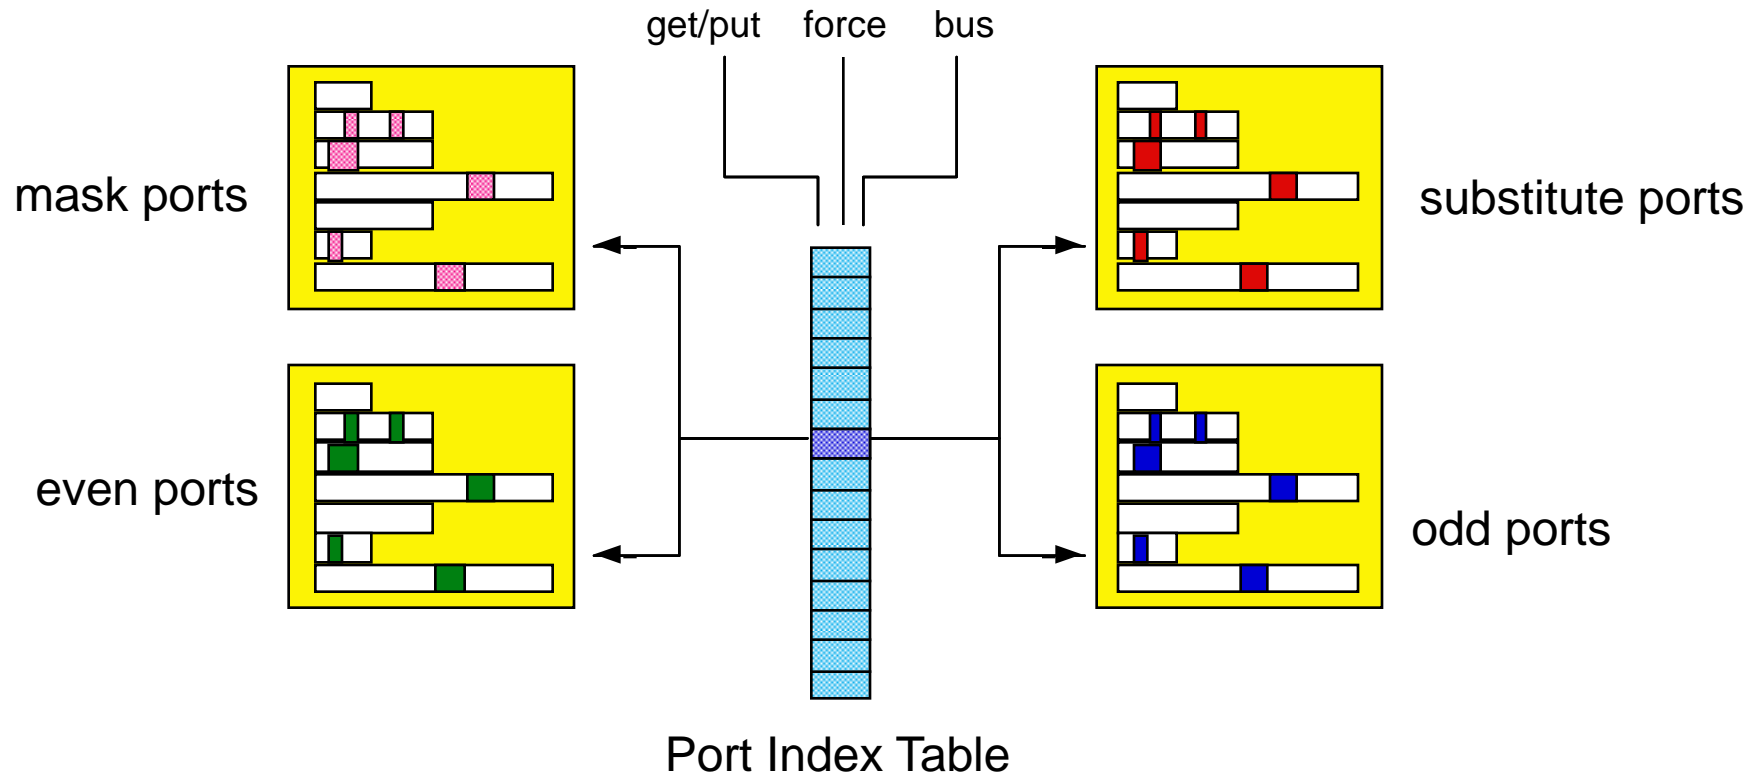 get/put force bus
mask ports
substitute ports
even ports
odd ports
Port Index Table